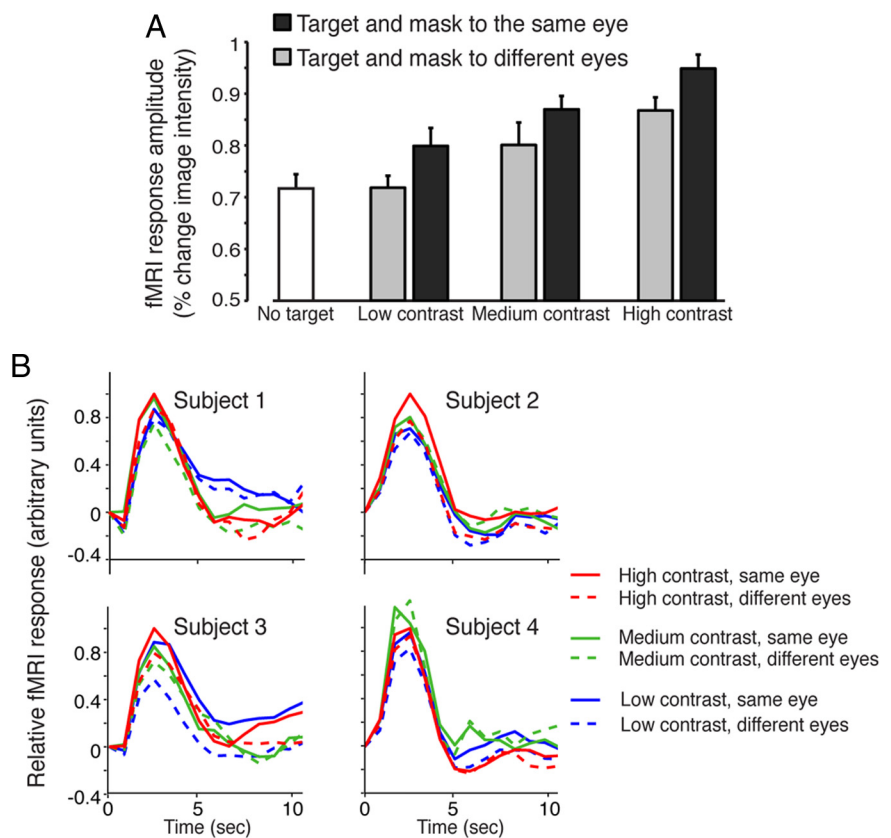 A
Target and mask to the same eye
Target and mask to different eyes
fMRI response amplitude
(% change image intensity)
1
0.9
0.8
0.7
0.6
0.5
No target
Low contrast
Medium contrast
High contrast
B
Relative fMRI response (arbitrary units)
Subject 1
Subject 2
0.8
0.4
0
-0.4
Subject 3
Subject 4
0.8
0.4
0
-0.4
0
5
10
0
5
10
Time (sec)
Time (sec)
High contrast, same eye
High contrast, different eyes
Medium contrast, same eye
Medium contrast, different eyes
Low contrast, same eye
Low contrast, different eyes